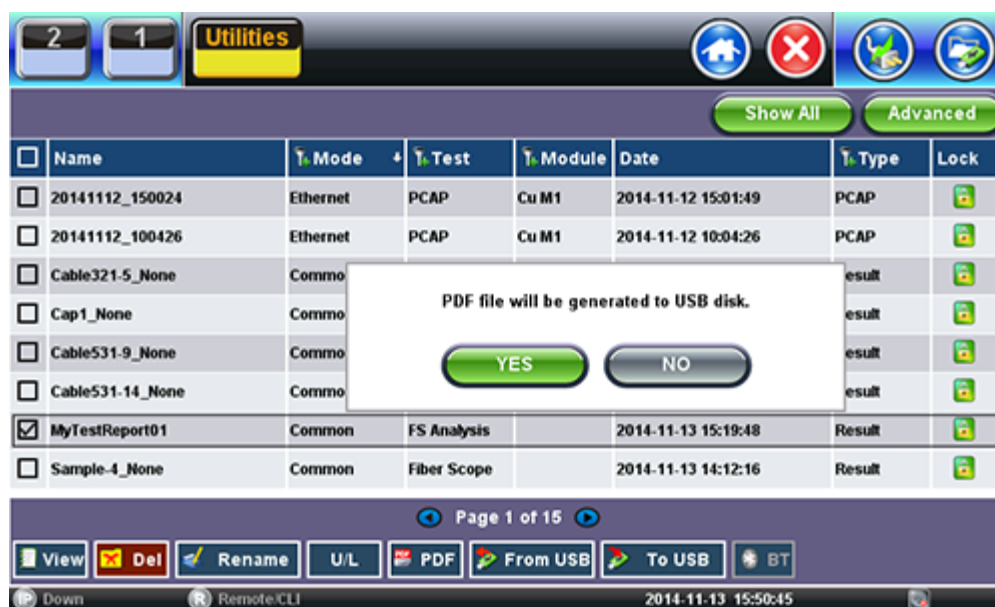 2 1 Utilities
Show All Advanced
Name Mode Test Module Date Type Lock
20141112_150024 Ethernet PCAP Cu M1 2014-11-12 15:01:49 PCAP
20141112_100426 Ethernet PCAP Cu M1 2014-11-12 10:04:26 PCAP
Cable321-5_None Commo esult
PDF file will be generated to USB disk.
Cap1_None Commo esult
Cable531-9_None Commo esult
YES NO
Cable531-14_None Commo esult
MyTestReport01 Common FS Analysis 2014-11-13 15:19:48 Result
Sample-4_None Common Fiber Scope 2014-11-13 14:12:16 Result
Page 1 of 15
View Del Rename U/L PDF From USB To USB BT
IP Down R Remote/CLI 2014-11-13 15:50:45